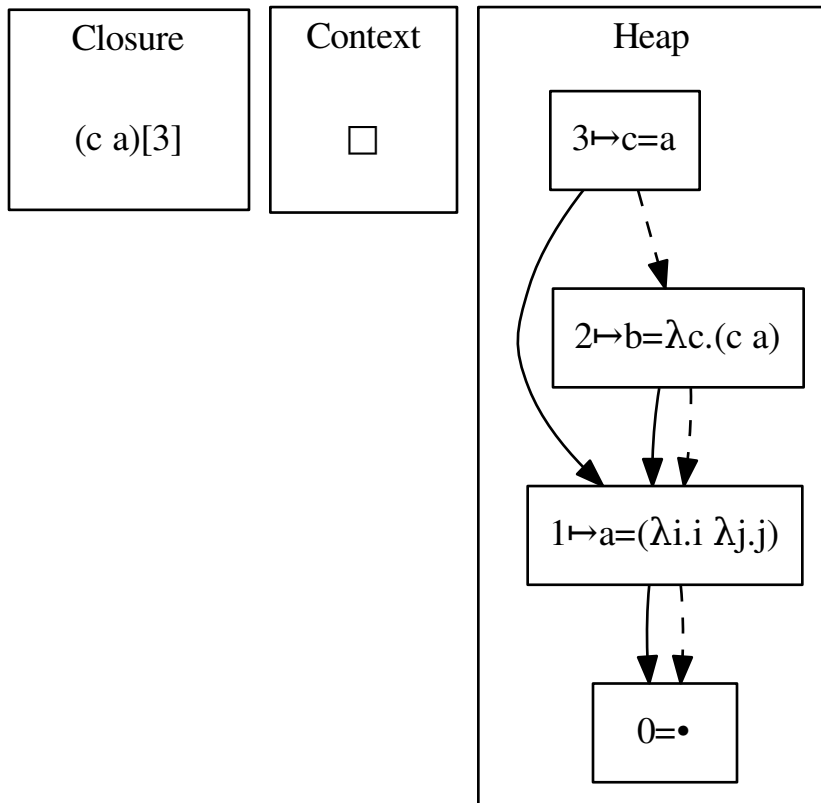 Closure
(c a)[3]
Context
□
Heap
3↦c=a
2↦b=λc.(c a)
1↦a=(λi.i λj.j)
0=•